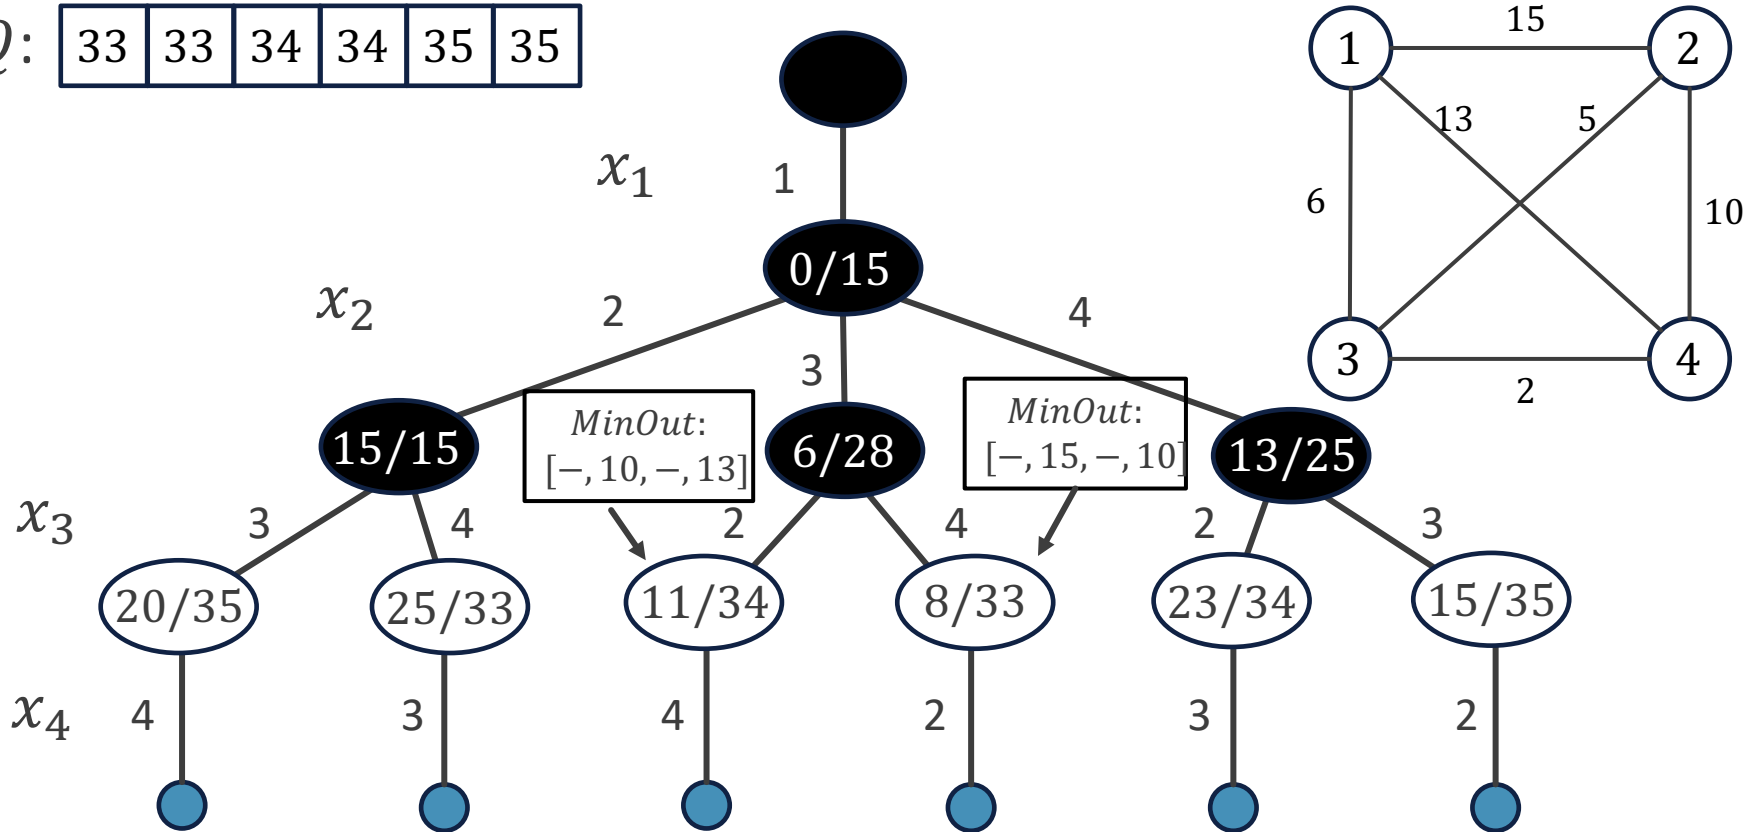 Q: 33 33 34 34 35 35
1 15 2
13 5
6 10
3 2 4
x₁ 1
0/15
x₂ 2 3 4
15/15
MinOut:
[−, 10, −, 13]
6/28
MinOut:
[−, 15, −, 10]
13/25
x₃ 3 4 2 4 2 3
20/35 25/33 11/34 8/33 23/34 15/35
x₄ 4 3 4 2 3 2